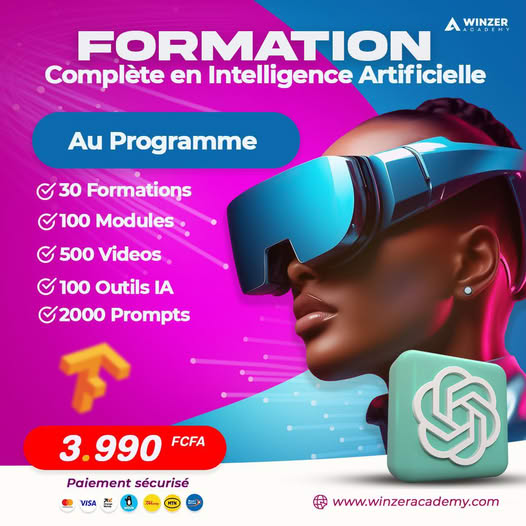 WINZER
ACADEMY
FORMATION
Complète en Intelligence Artificielle
Au Programme
30 Formations
100 Modules
500 Videos
100 Outils IA
2000 Prompts
3.990 FCFA
Paiement sécurisé
VISA
MTN
www.winzeracademy.com